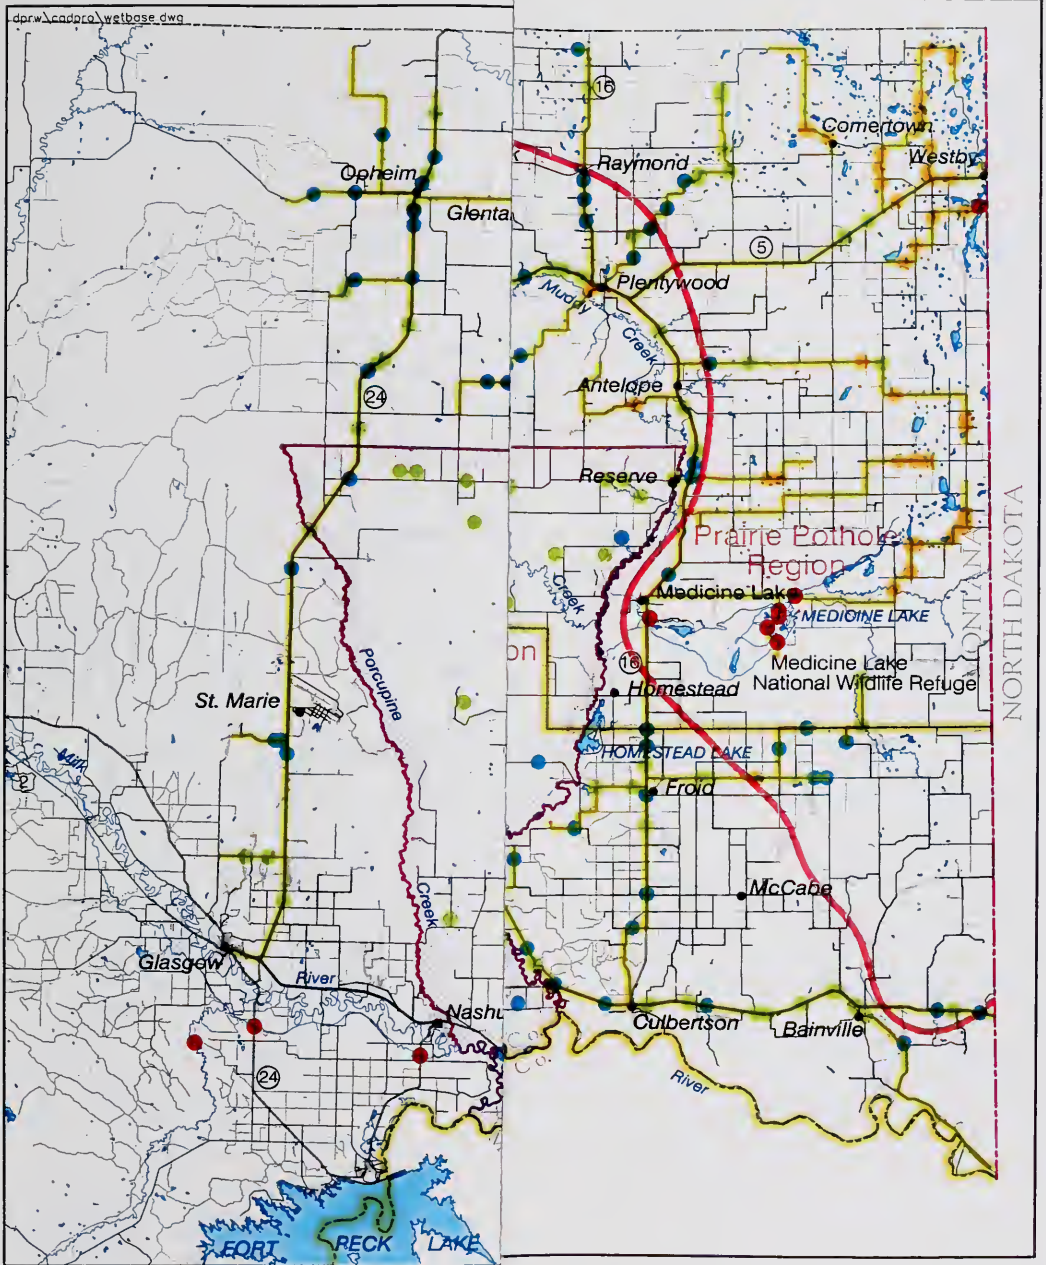 dprw\cadpro\wetbase.dwg
16
Comertown
Raymond
Westby
Opheim
Glenta
5
Plentywood
Muddy
Creek
Antelope
24
Reserve
Prairie Pothole
Region
Creek
Medicine Lake
MEDICINE LAKE
on
16
Medicine Lake
National Wildlife Refuge
MONTANA
NORTH DAKOTA
Porcupine
Homestead
St. Marie
HOMESTEAD LAKE
Milk
2
Froid
McCabe
Creek
Glasgow
River
Nashu
Culbertson
Bainville
24
River
FORT PECK LAKE